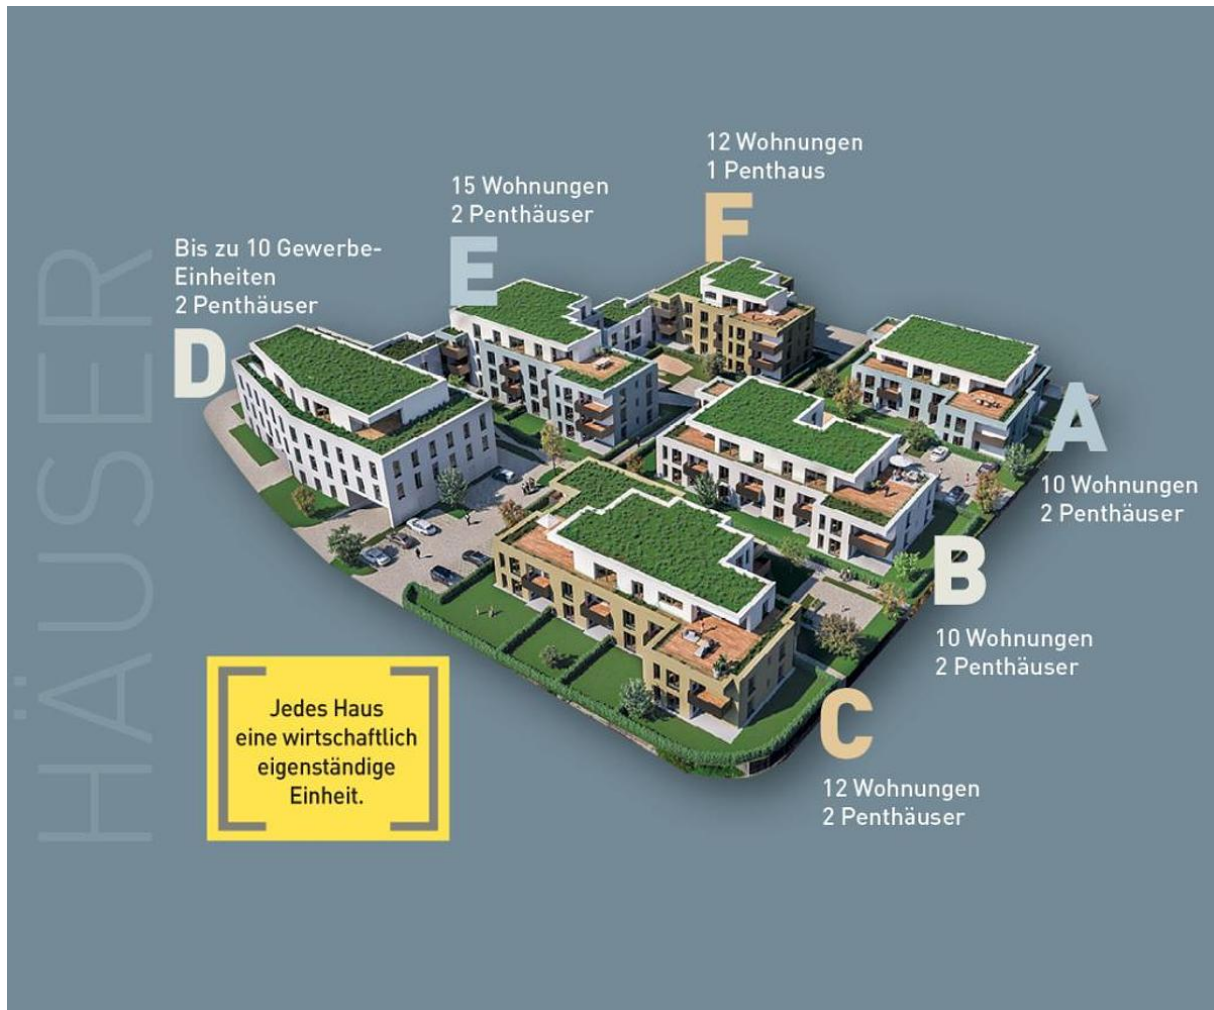 HÄUSER
12 Wohnungen
1 Penthaus
F
15 Wohnungen
2 Penthäuser
E
Bis zu 10 Gewerbe-
Einheiten
2 Penthäuser
D
A
10 Wohnungen
2 Penthäuser
B
10 Wohnungen
2 Penthäuser
C
12 Wohnungen
2 Penthäuser
Jedes Haus
eine wirtschaftlich
eigenständige
Einheit.